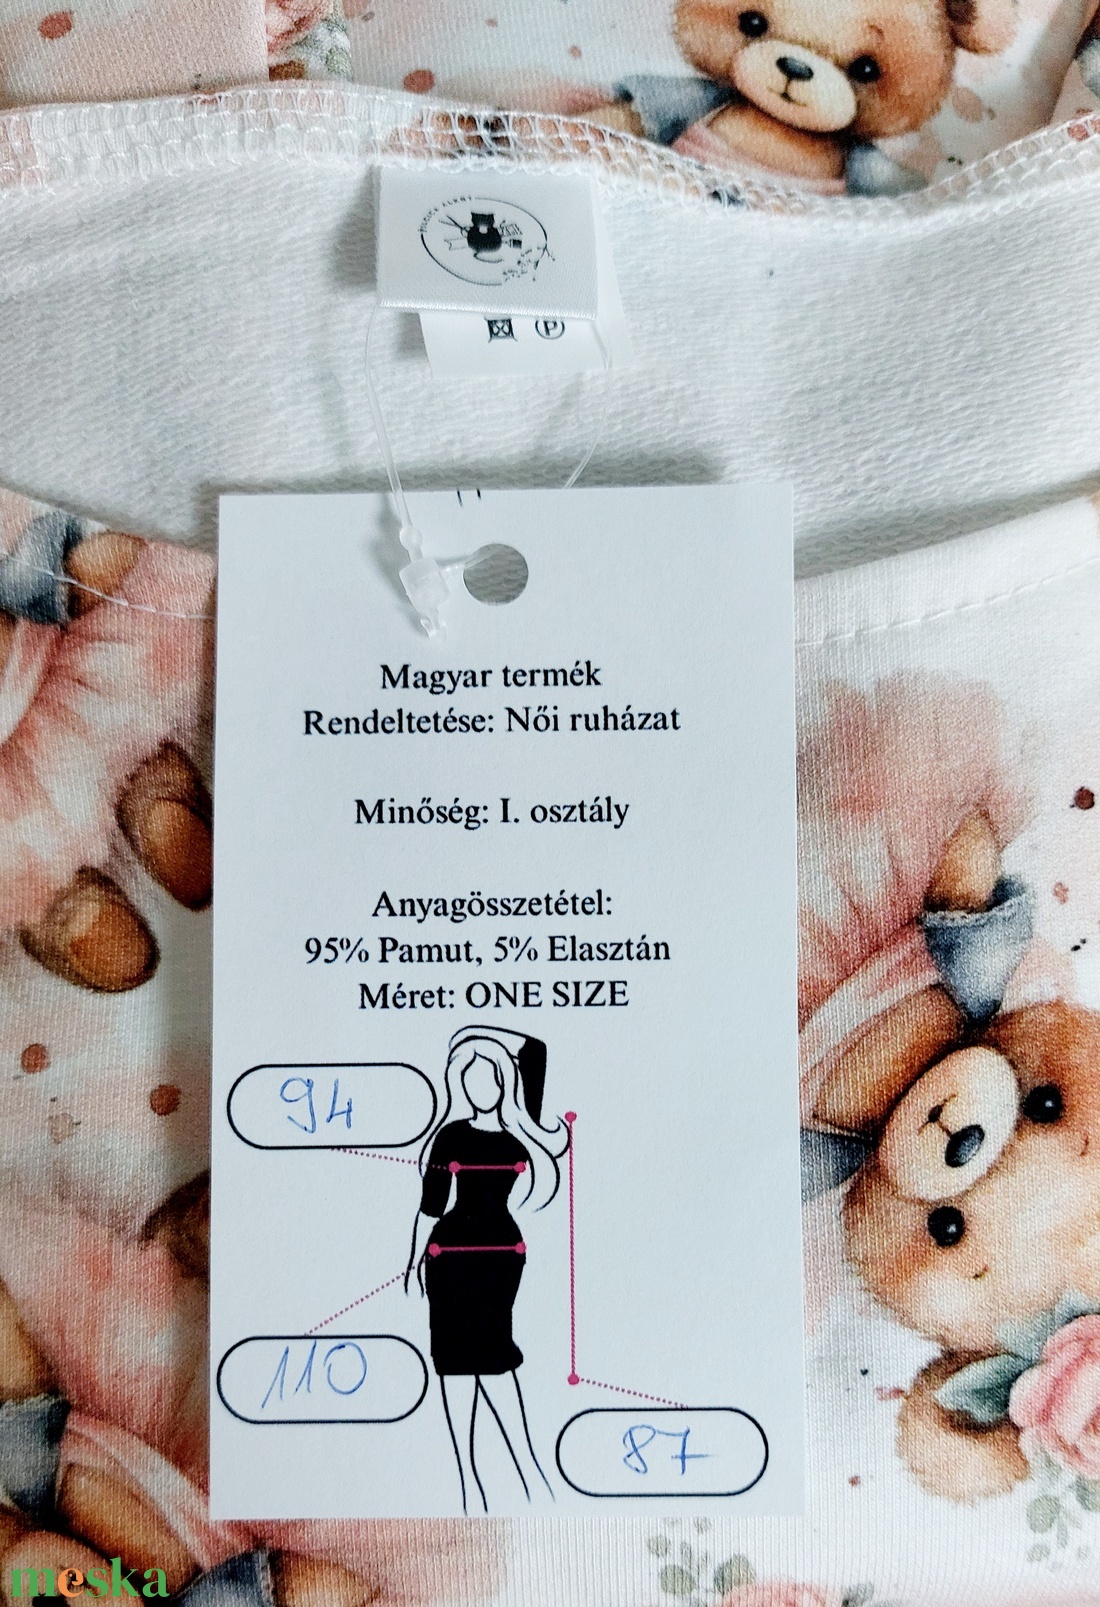 P
Magyar termék
Rendeltetése: Női ruházat
Minőség: I. osztály
Anyagösszetétel:
95% Pamut, 5% Elasztán
Méret: ONE SIZE
94
110
87
meska